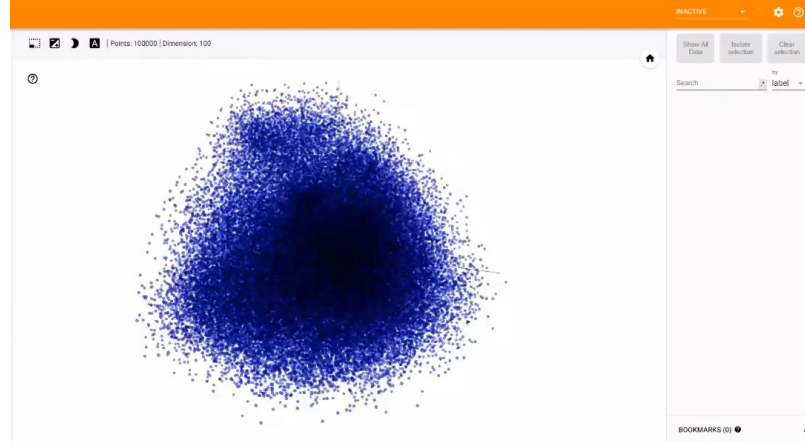 INACTIVE
A | Points: 100000 | Dimension: 100
Show All Data
Isolate selection
Clear selection
Search
.*
by
label
BOOKMARKS (0)